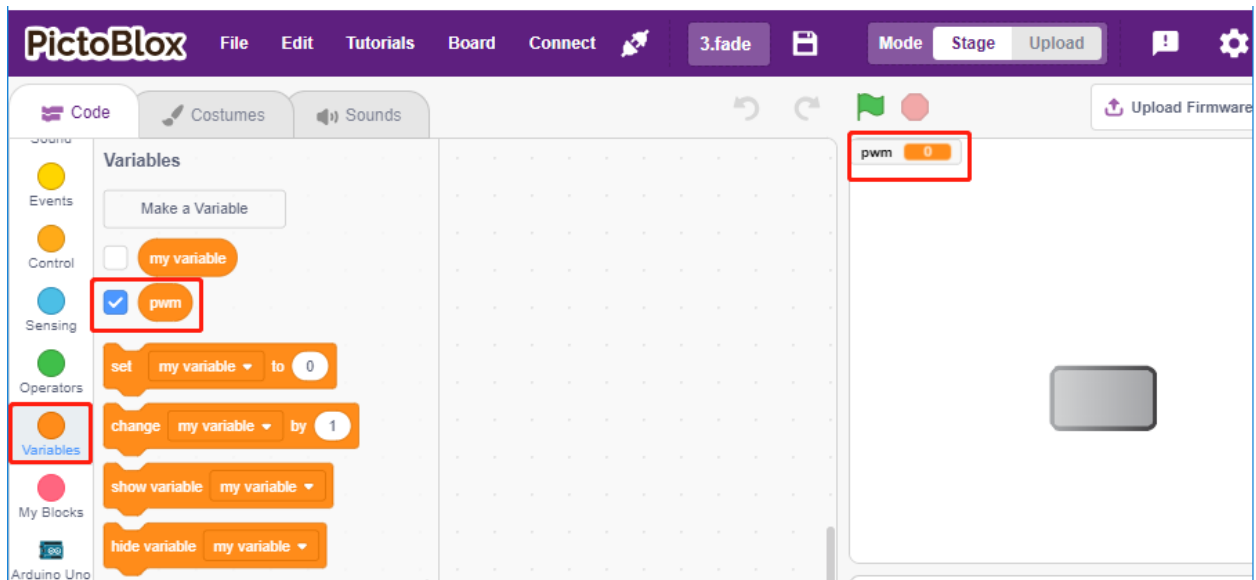 PictoBlox File Edit Tutorials Board Connect 3.fade Mode Stage Upload
Code Costumes Sounds
Upload Firmware
Sound
Events
Control
Sensing
Operators
Variables
My Blocks
Arduino Uno
Variables
Make a Variable
my variable
pwm
set my variable to 0
change my variable by 1
show variable my variable
hide variable my variable
pwm 0